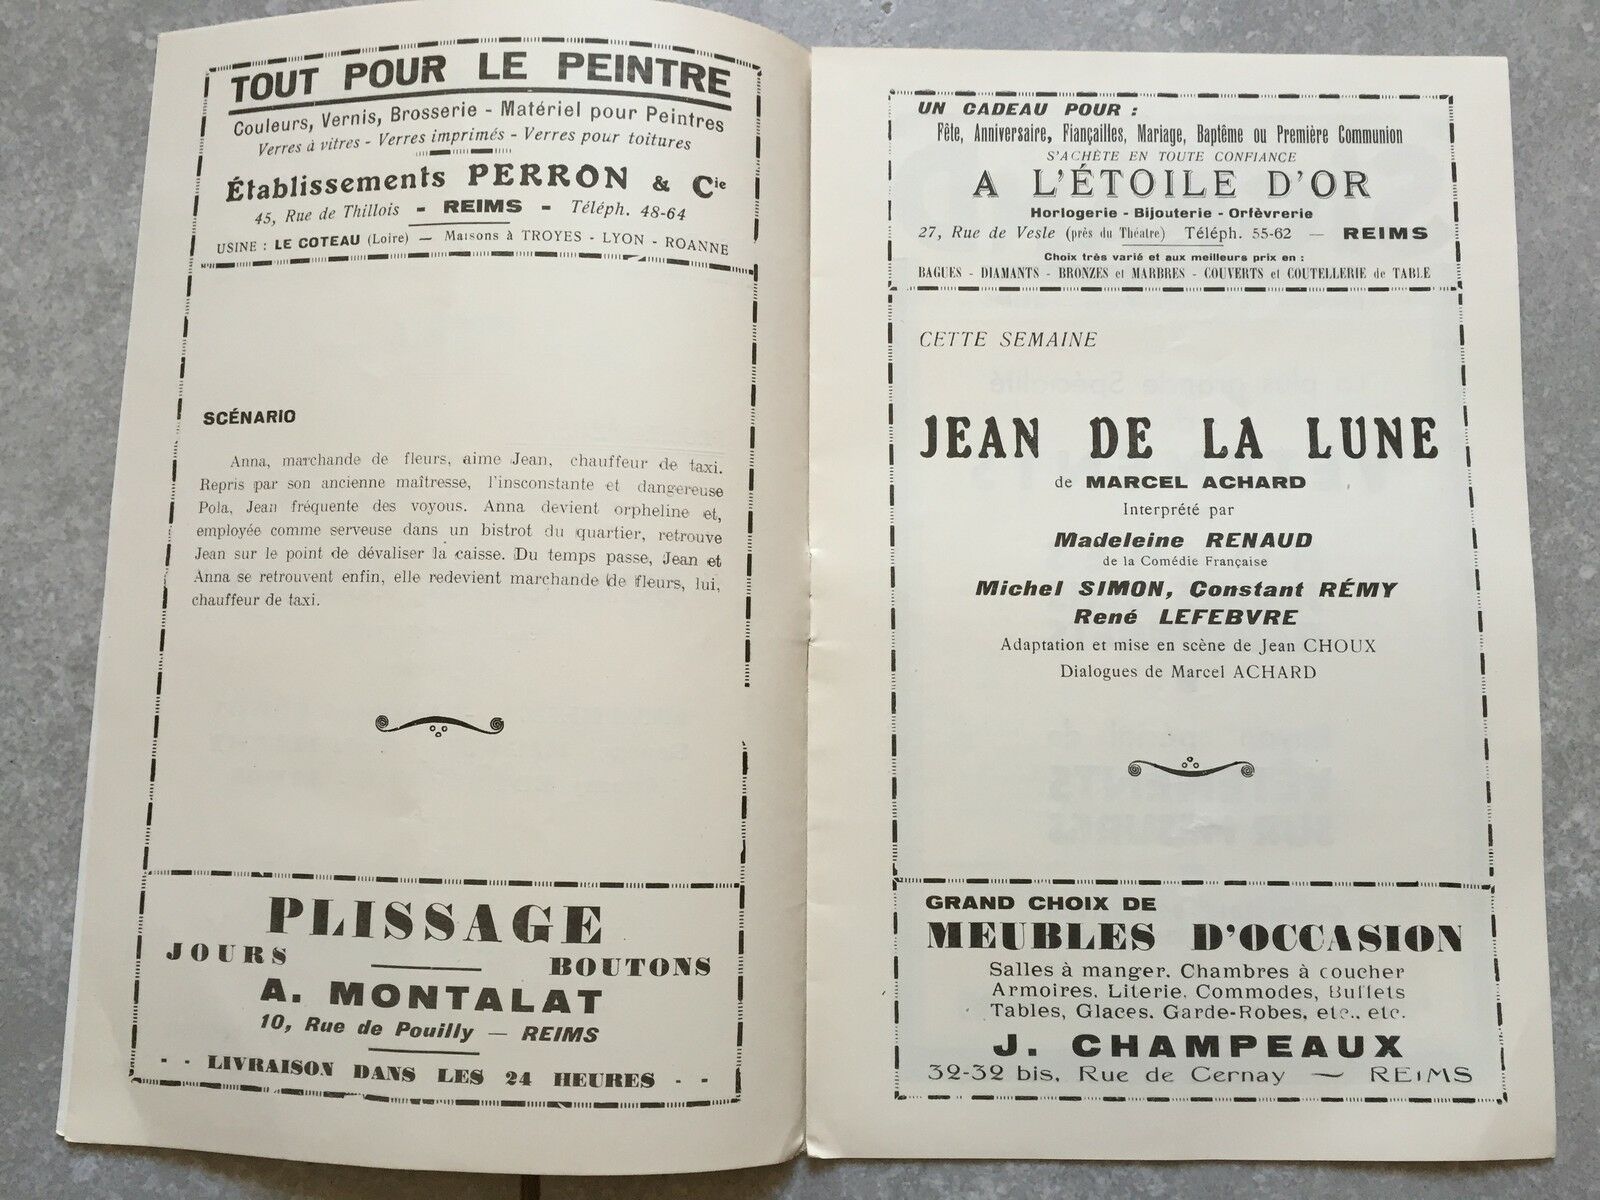 TOUT POUR LE PEINTRE
Couleurs, Vernis, Brosserie - Matériel pour Peintres
Verres à vitres - Verres imprimés - Verres pour toitures
Établissements PERRON & Cie
45, Rue de Thillois - REIMS - Téléph. 48-64
USINE : LE COTEAU (Loire) — Maisons à TROYES - LYON - ROANNE
SCÉNARIO
Anna, marchande de fleurs, aime Jean, chauffeur de taxi.
Repris par son ancienne maîtresse, l'insconstante et dangereuse
Pola, Jean fréquente des voyous. Anna devient orpheline et,
employée comme serveuse dans un bistrot du quartier, retrouve
Jean sur le point de dévaliser la caisse. Du temps passe, Jean et
Anna se retrouvent enfin, elle redevient marchande de fleurs, lui,
chauffeur de taxi.
PLISSAGE
JOURS BOUTONS
A. MONTALAT
10, Rue de Pouilly — REIMS
- - LIVRAISON DANS LES 24 HEURES - -
UN CADEAU POUR :
Fête, Anniversaire, Fiançailles, Mariage, Baptême ou Première Communion
S'ACHÈTE EN TOUTE CONFIANCE
A L'ÉTOILE D'OR
Horlogerie - Bijouterie - Orfèvrerie
27, Rue de Vesle (près du Théatre) Téléph. 55-62 — REIMS
Choix très varié et aux meilleurs prix en :
BAGUES - DIAMANTS - BRONZES et MARBRES - COUVERTS et COUTELLERIE de TABLE
CETTE SEMAINE
JEAN DE LA LUNE
de MARCEL ACHARD
Interprété par
Madeleine RENAUD
de la Comédie Française
Michel SIMON, Constant RÉMY
René LEFEBVRE
Adaptation et mise en scène de Jean CHOUX
Dialogues de Marcel ACHARD
GRAND CHOIX DE
MEUBLES D'OCCASION
Salles à manger, Chambres à coucher
Armoires, Literie, Commodes, Buffets
Tables, Glaces, Garde-Robes, etc., etc.
J. CHAMPEAUX
32-32 bis, Rue de Cernay — REIMS